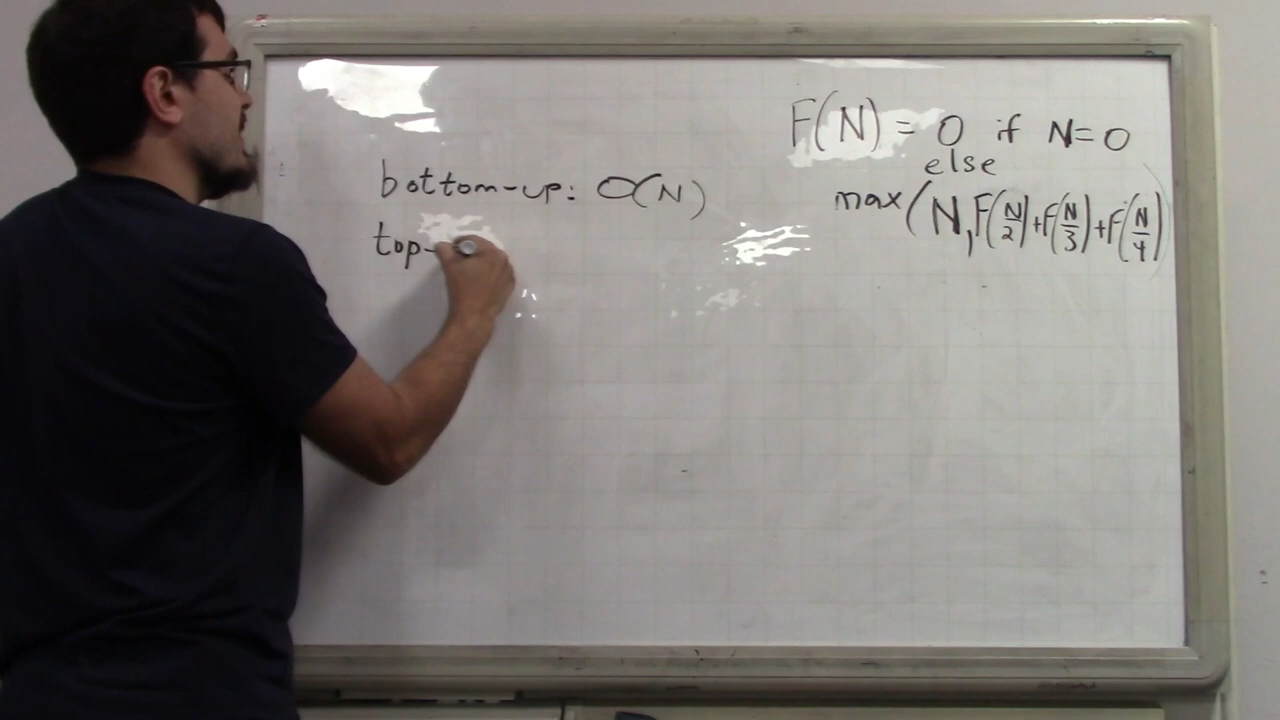 F(N) = 0 if N=0
else
max(N, F(N/2)+F(N/3)+F(N/4))
bottom-up: O(N)
top-